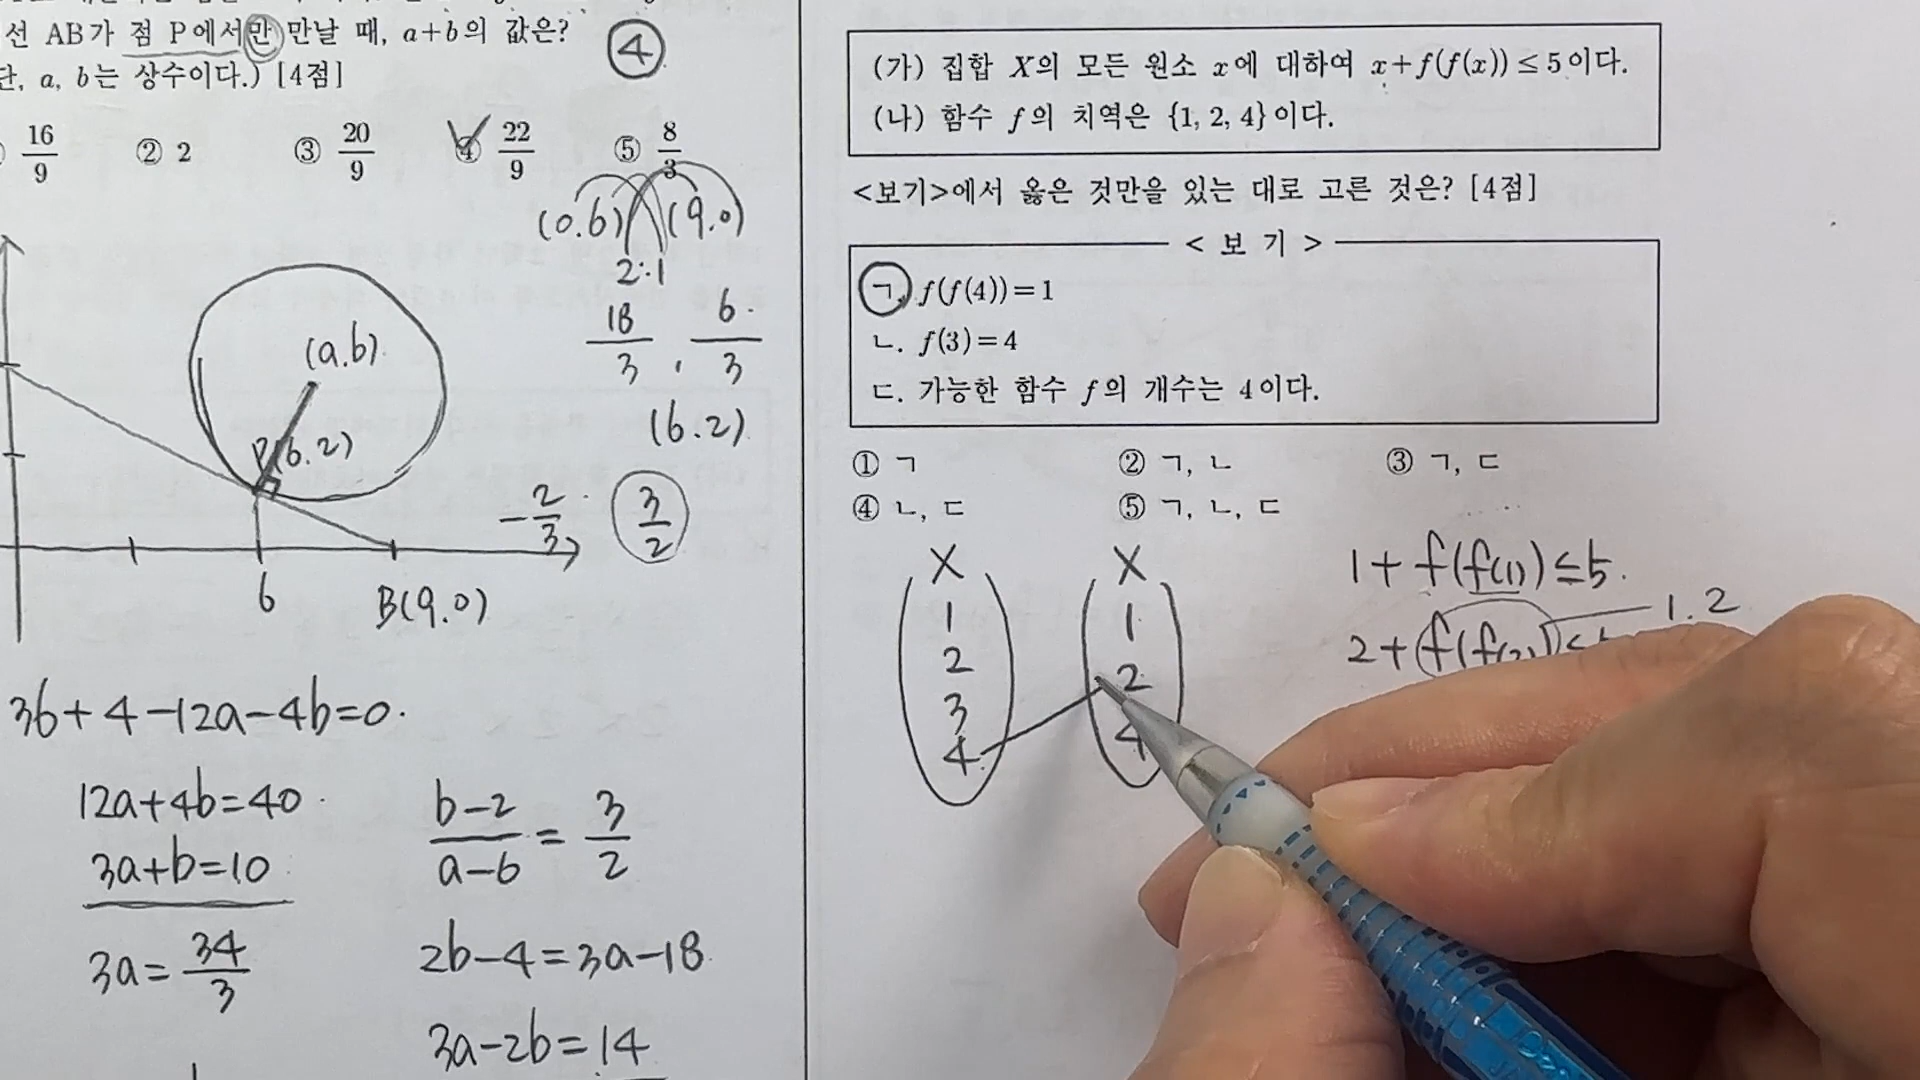 선 AB가 점 P에서만 만날 때, a+b의 값은?
단, a, b는 상수이다.) [4점]
④
16/9
② 2
③ 20/9
④ 22/9
⑤ 8/3
(0.6) (9.0)
2:1
18/3 , 6/3
(6.2)
(a.b)
P(6.2)
-2/3
3/2
6
B(9.0)
3b+4-12a-4b=0.
12a+4b=40
3a+b=10
3a=34/3
b-2/a-6 = 3/2
2b-4=3a-18
3a-2b=14
(가) 집합 X의 모든 원소 x에 대하여 x+f(f(x))≤5이다.
(나) 함수 f의 치역은 {1, 2, 4}이다.
<보기>에서 옳은 것만을 있는 대로 고른 것은? [4점]
< 보 기 >
ㄱ. f(f(4))=1
ㄴ. f(3)=4
ㄷ. 가능한 함수 f의 개수는 4이다.
① ㄱ ② ㄱ, ㄴ ③ ㄱ, ㄷ
④ ㄴ, ㄷ ⑤ ㄱ, ㄴ, ㄷ
X X
1 1
2 2
3
4 4
1+f(f(1))≤5.
2+f(f(2))≤ 1.2